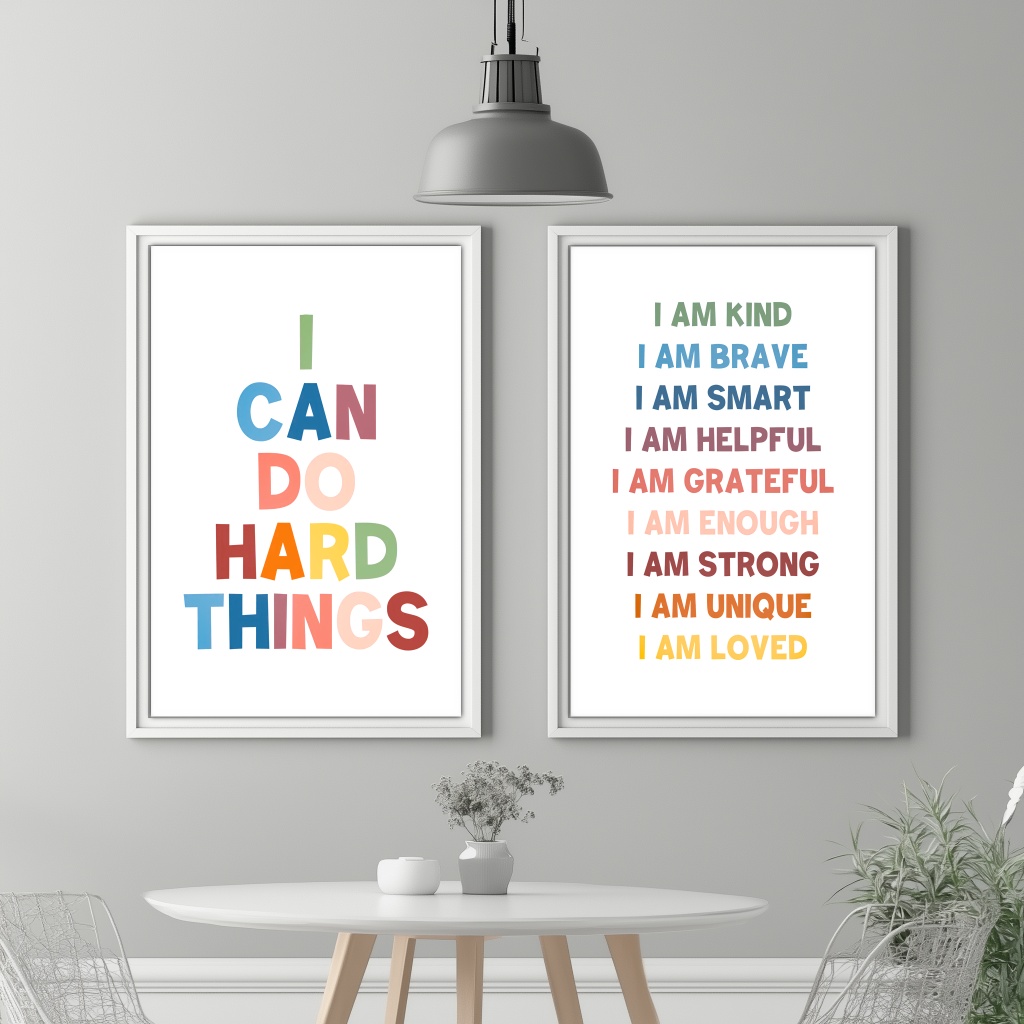 I
CAN
DO
HARD
THINGS
I AM KIND
I AM BRAVE
I AM SMART
I AM HELPFUL
I AM GRATEFUL
I AM ENOUGH
I AM STRONG
I AM UNIQUE
I AM LOVED